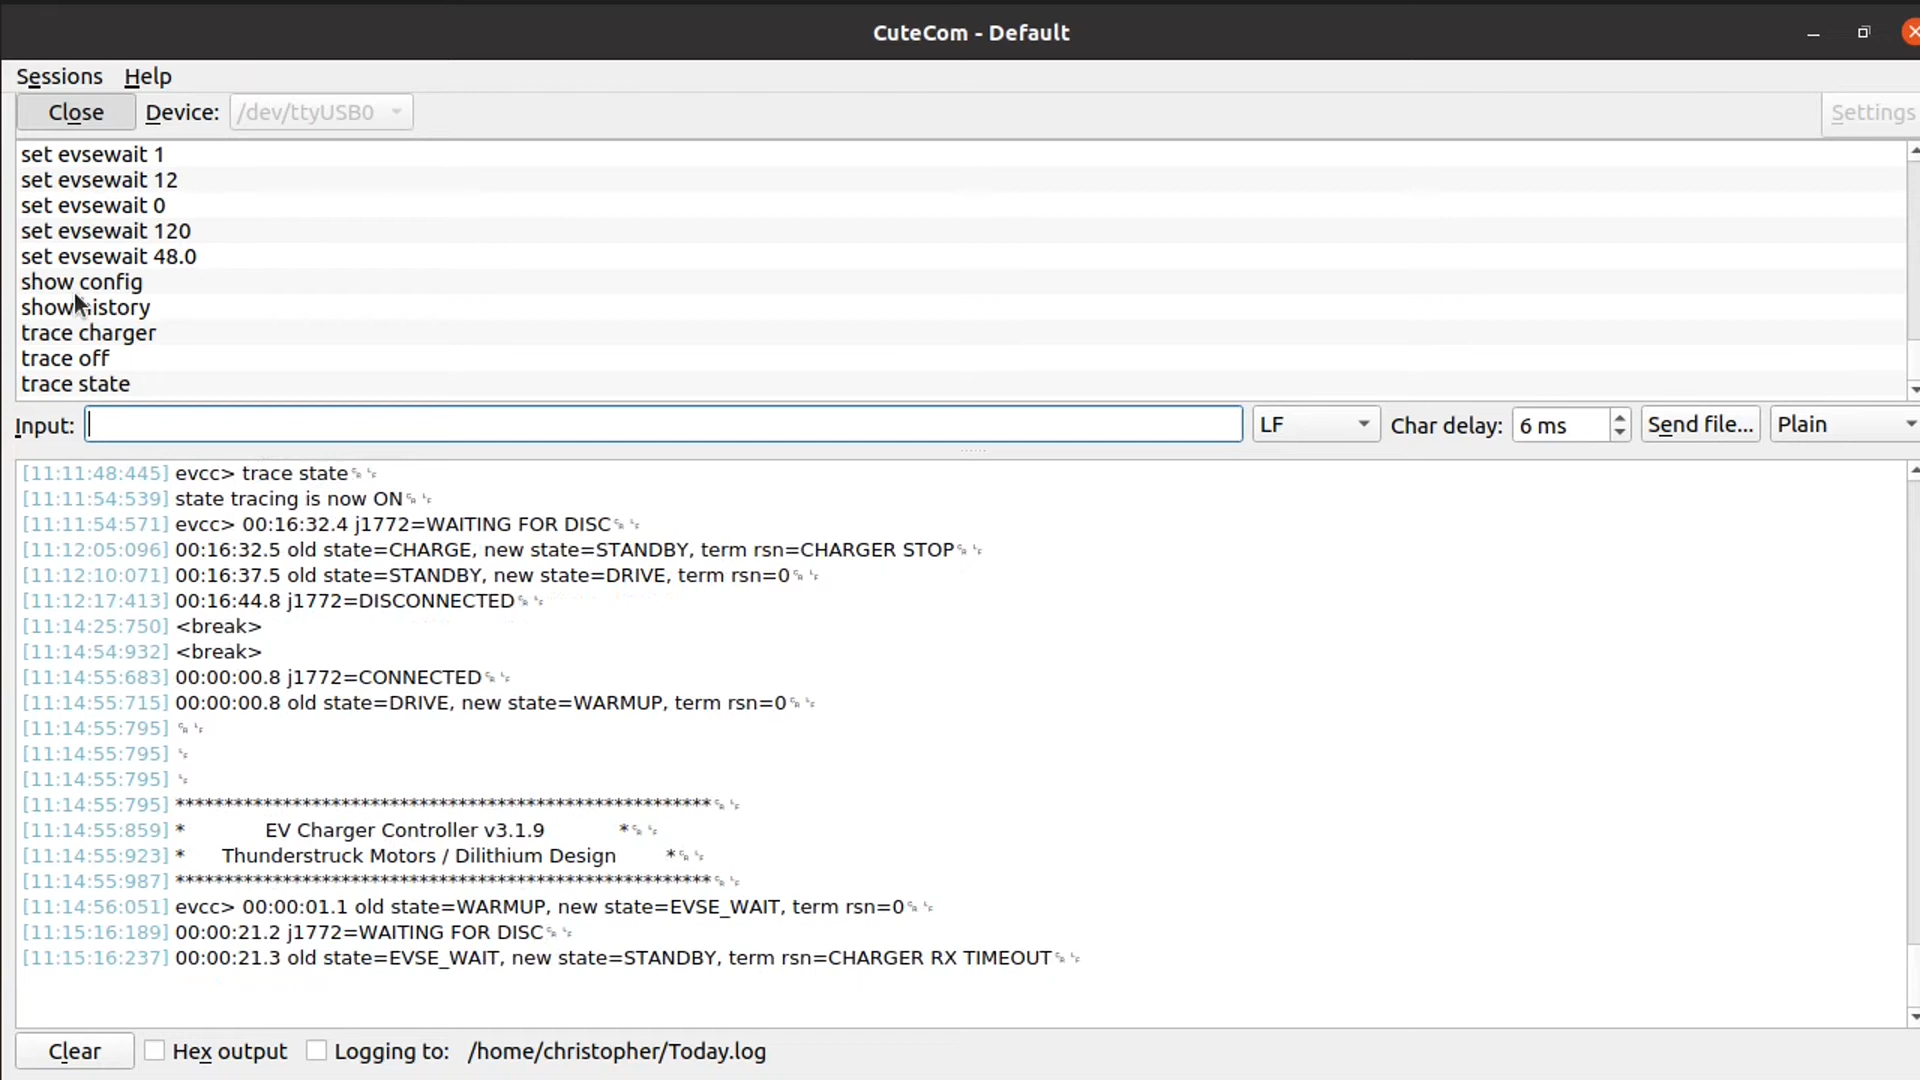 CuteCom - Default
Sessions Help
Close Device: /dev/ttyUSB0 Settings
set evsewait 1
set evsewait 12
set evsewait 0
set evsewait 120
set evsewait 48.0
show config
show history
trace charger
trace off
trace state
Input: LF Char delay: 6 ms Send file... Plain
[11:11:48:445] evcc> trace state␍␊
[11:11:54:539] state tracing is now ON␍␊
[11:11:54:571] evcc> 00:16:32.4 j1772=WAITING FOR DISC␍␊
[11:12:05:096] 00:16:32.5 old state=CHARGE, new state=STANDBY, term rsn=CHARGER STOP␍␊
[11:12:10:071] 00:16:37.5 old state=STANDBY, new state=DRIVE, term rsn=0␍␊
[11:12:17:413] 00:16:44.8 j1772=DISCONNECTED␍␊
[11:14:25:750] <break>
[11:14:54:932] <break>
[11:14:55:683] 00:00:00.8 j1772=CONNECTED␍␊
[11:14:55:715] 00:00:00.8 old state=DRIVE, new state=WARMUP, term rsn=0␍␊
[11:14:55:795] ␍␊
[11:14:55:795] ␊
[11:14:55:795] ␊
[11:14:55:795] *******************************************************␍␊
[11:14:55:859] * EV Charger Controller v3.1.9 *␍␊
[11:14:55:923] * Thunderstruck Motors / Dilithium Design *␍␊
[11:14:55:987] *******************************************************␍␊
[11:14:56:051] evcc> 00:00:01.1 old state=WARMUP, new state=EVSE_WAIT, term rsn=0␍␊
[11:15:16:189] 00:00:21.2 j1772=WAITING FOR DISC␍␊
[11:15:16:237] 00:00:21.3 old state=EVSE_WAIT, new state=STANDBY, term rsn=CHARGER RX TIMEOUT␍␊
Clear Hex output Logging to: /home/christopher/Today.log